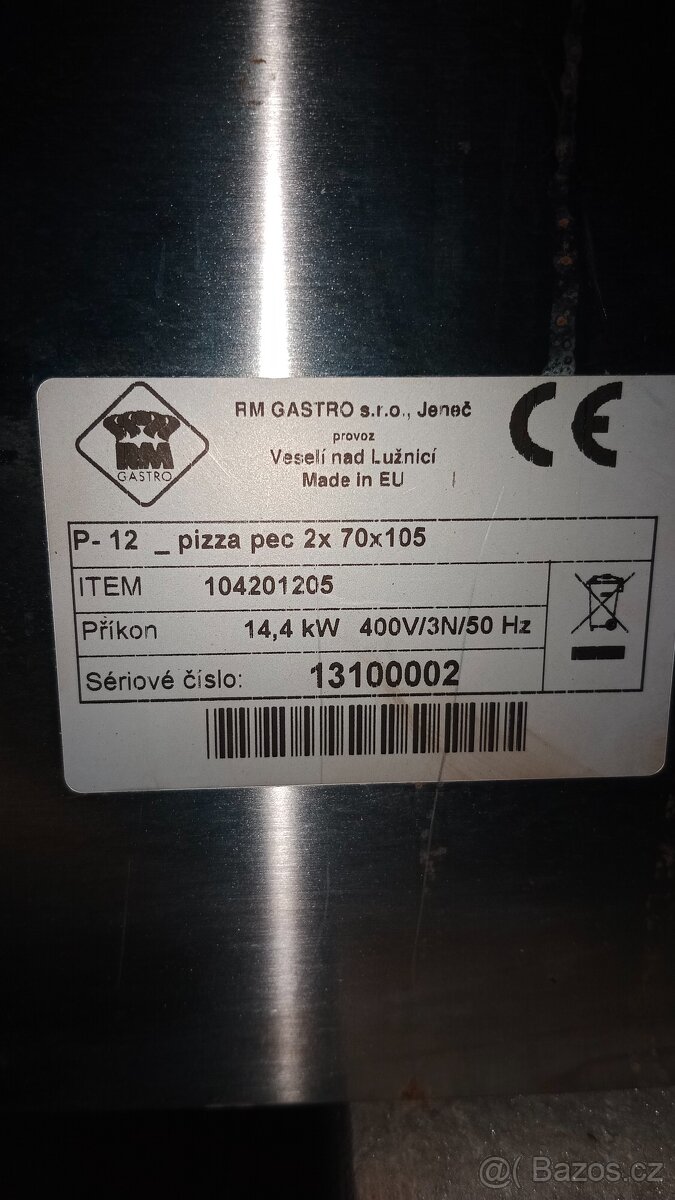 RM GASTRO s.r.o., Jeneč
provoz
Veselí nad Lužnicí
Made in EU
CE
RM
GASTRO
P- 12 _ pizza pec 2x 70x105
ITEM 104201205
Příkon 14,4 kW 400V/3N/50 Hz
Sériové číslo: 13100002
@( Bazoš.cz